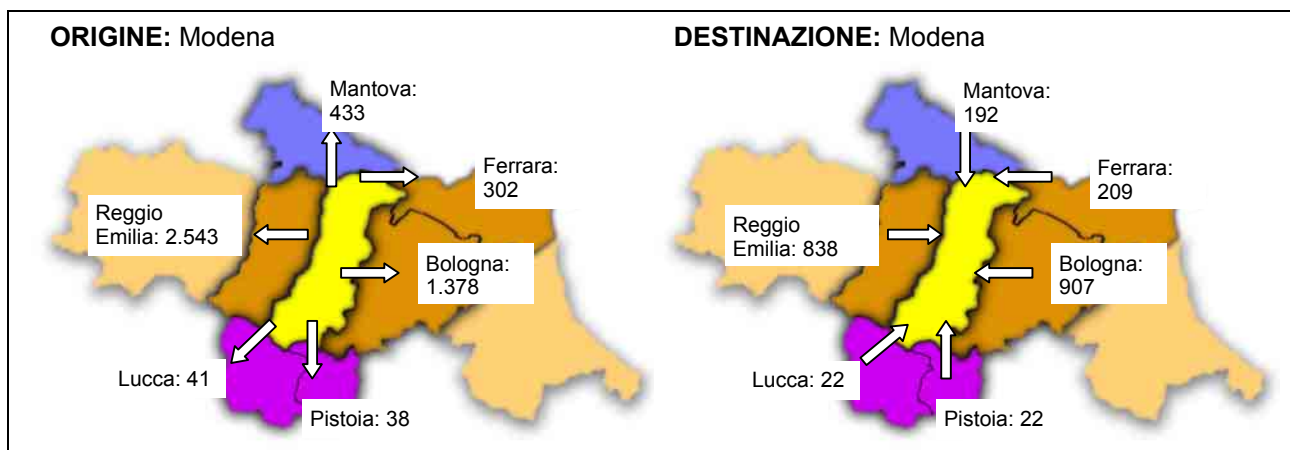 ORIGINE: Modena
Mantova:
433
Ferrara:
302
Reggio
Emilia: 2.543
Bologna:
1.378
Lucca: 41
Pistoia: 38
DESTINAZIONE: Modena
Mantova:
192
Ferrara:
209
Reggio
Emilia: 838
Bologna:
907
Lucca: 22
Pistoia: 22